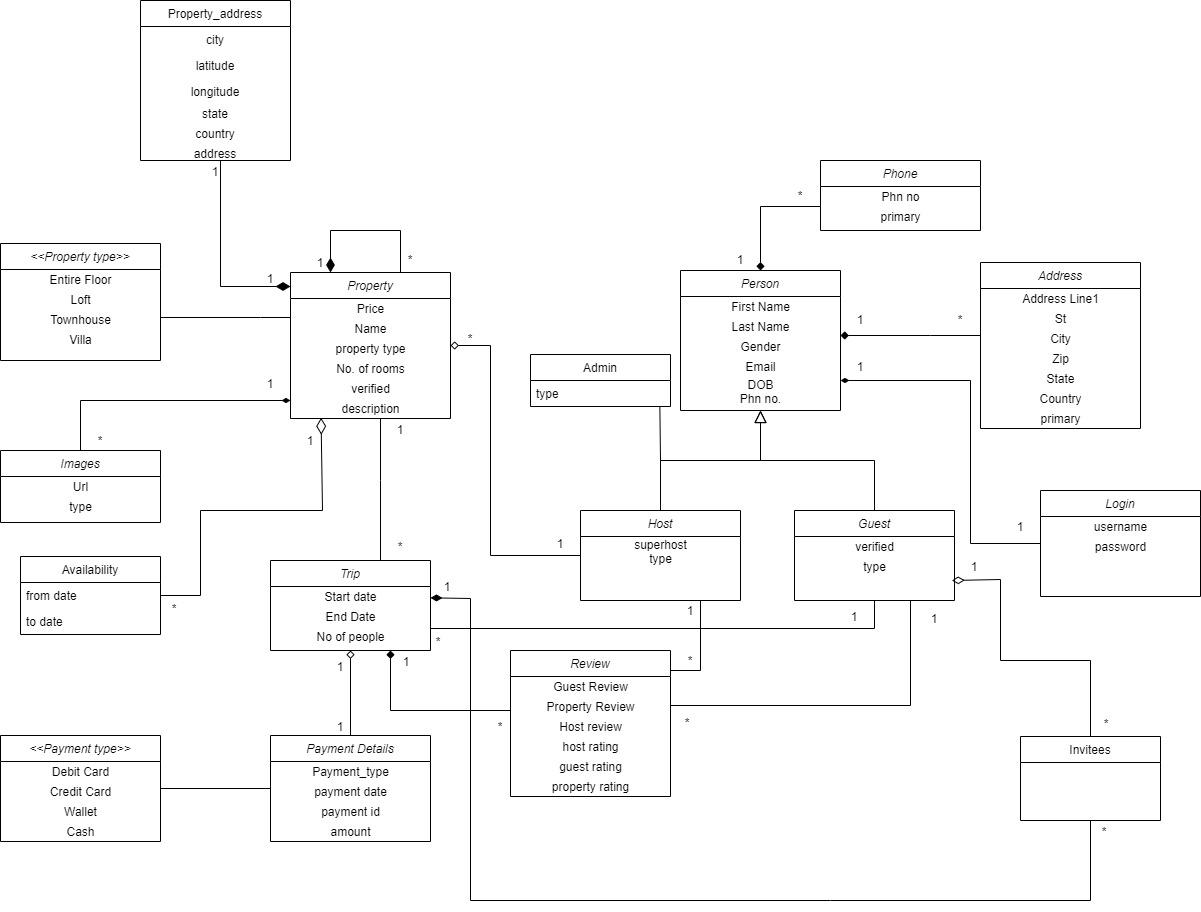 Property_address
city
latitude
longitude
state
country
address
1
Phone
Phn no
primary
*
1
<<Property type>>
Entire Floor
Loft
Townhouse
Villa
1
1
*
Property
Price
Name
property type
No. of rooms
verified
description
*
1
1
1
Person
First Name
Last Name
Gender
Email
DOB
Phn no.
1
*
1
Address
Address Line1
St
City
Zip
State
Country
primary
Admin
type
*
Images
Url
type
Login
username
password
1
Host
superhost
type
1
1
Guest
verified
type
1
1
1
Availability
from date
to date
*
*
Trip
Start date
End Date
No of people
1
*
1
1
*
Review
Guest Review
Property Review
Host review
host rating
guest rating
property rating
*
*
1
<<Payment type>>
Debit Card
Credit Card
Wallet
Cash
Payment Details
Payment_type
payment date
payment id
amount
*
Invitees
*